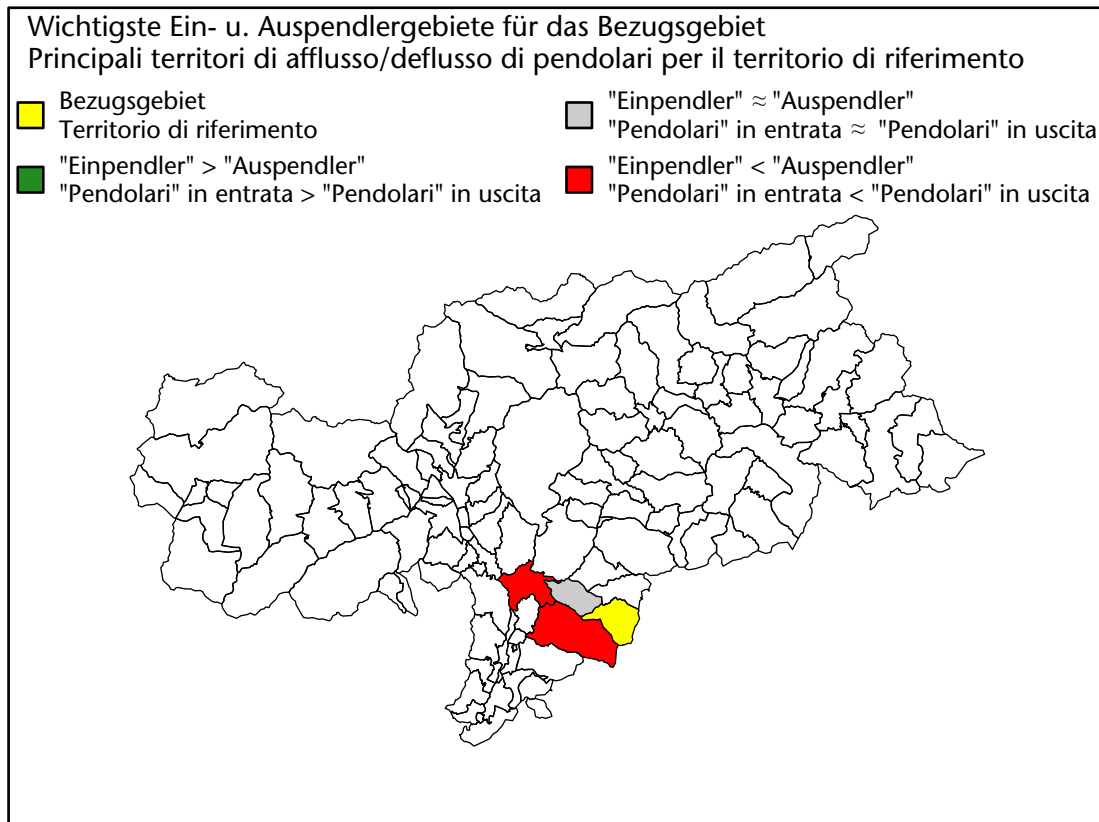 Wichtigste Ein- u. Auspendlergebiete für das Bezugsgebiet
Principali territori di afflusso/deflusso di pendolari per il territorio di riferimento
Bezugsgebiet
Territorio di riferimento
"Einpendler" > "Auspendler"
"Pendolari" in entrata > "Pendolari" in uscita
"Einpendler" ≈ "Auspendler"
"Pendolari" in entrata ≈ "Pendolari" in uscita
"Einpendler" < "Auspendler"
"Pendolari" in entrata < "Pendolari" in uscita